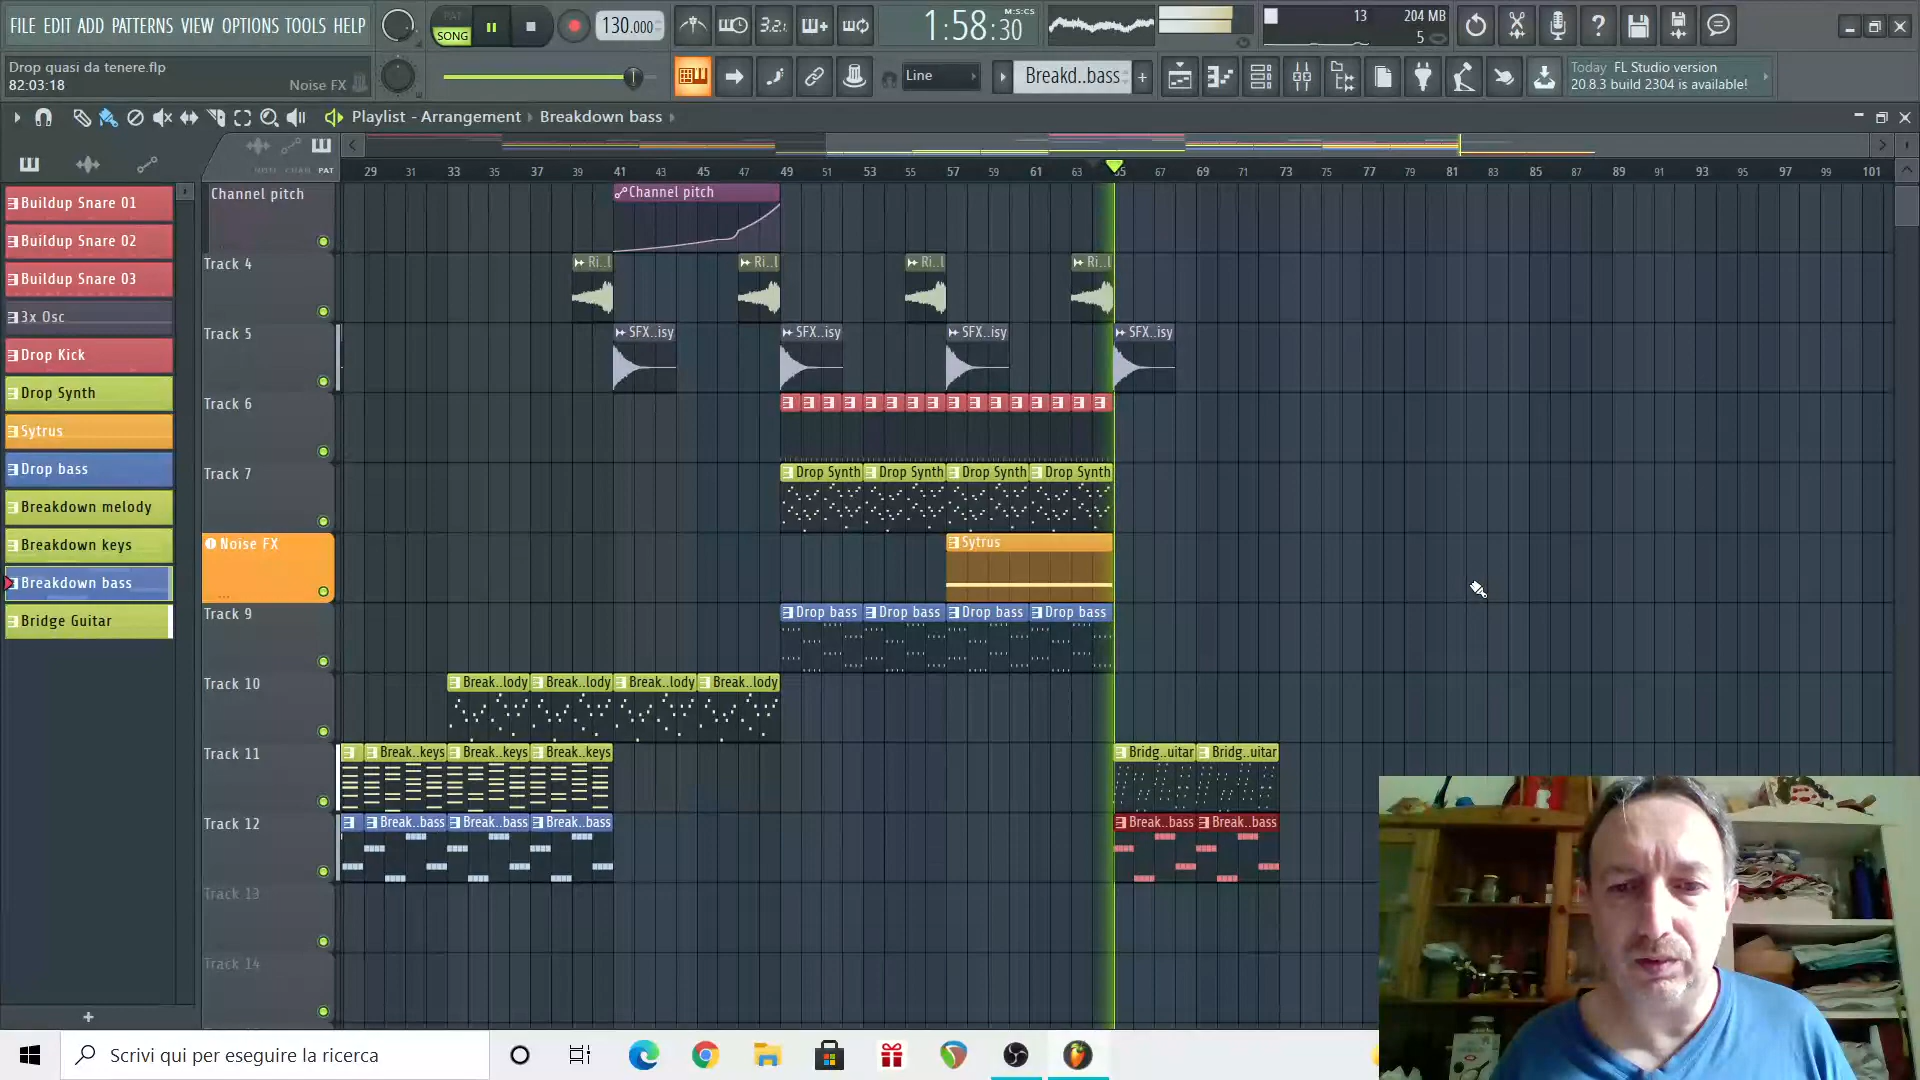 FILE EDIT ADD PATTERNS VIEW OPTIONS TOOLS HELP
PAT
SONG
130.000
3.2.
1:58:30
M:S:CS
13
204 MB
5
Drop quasi da tenere.flp
82:03:18
Noise FX
Line
Breakd..bass
+
Today FL Studio version
20.8.3 build 2304 is available!
Playlist - Arrangement Breakdown bass
PAT
29 31 33 35 37 39 41 43 45 47 49 51 53 55 57 59 61 65 67 69 71 73 75 77 79 81 83 85 87 89 91 93 95 97 99 101
Buildup Snare 01
Buildup Snare 02
Buildup Snare 03
3x Osc
Drop Kick
Drop Synth
Sytrus
Drop bass
Breakdown melody
Breakdown keys
Breakdown bass
Bridge Guitar
+
Channel pitch
Channel pitch
Track 4
Ri..l Ri..l Ri..l Ri..l
Track 5
SFX..isy SFX..isy SFX..isy SFX..isy
Track 6
Track 7
Drop Synth Drop Synth Drop Synth Drop Synth
Noise FX
Sytrus
Track 9
Drop bass Drop bass Drop bass Drop bass
Track 10
Break..lody Break..lody Break..lody Break..lody
Track 11
Break..keys Break..keys Break..keys
Bridg..uitar Bridg..uitar
Track 12
Break..bass Break..bass Break..bass
Break..bass Break..bass
Track 13
Track 14
Scrivi qui per eseguire la ricerca